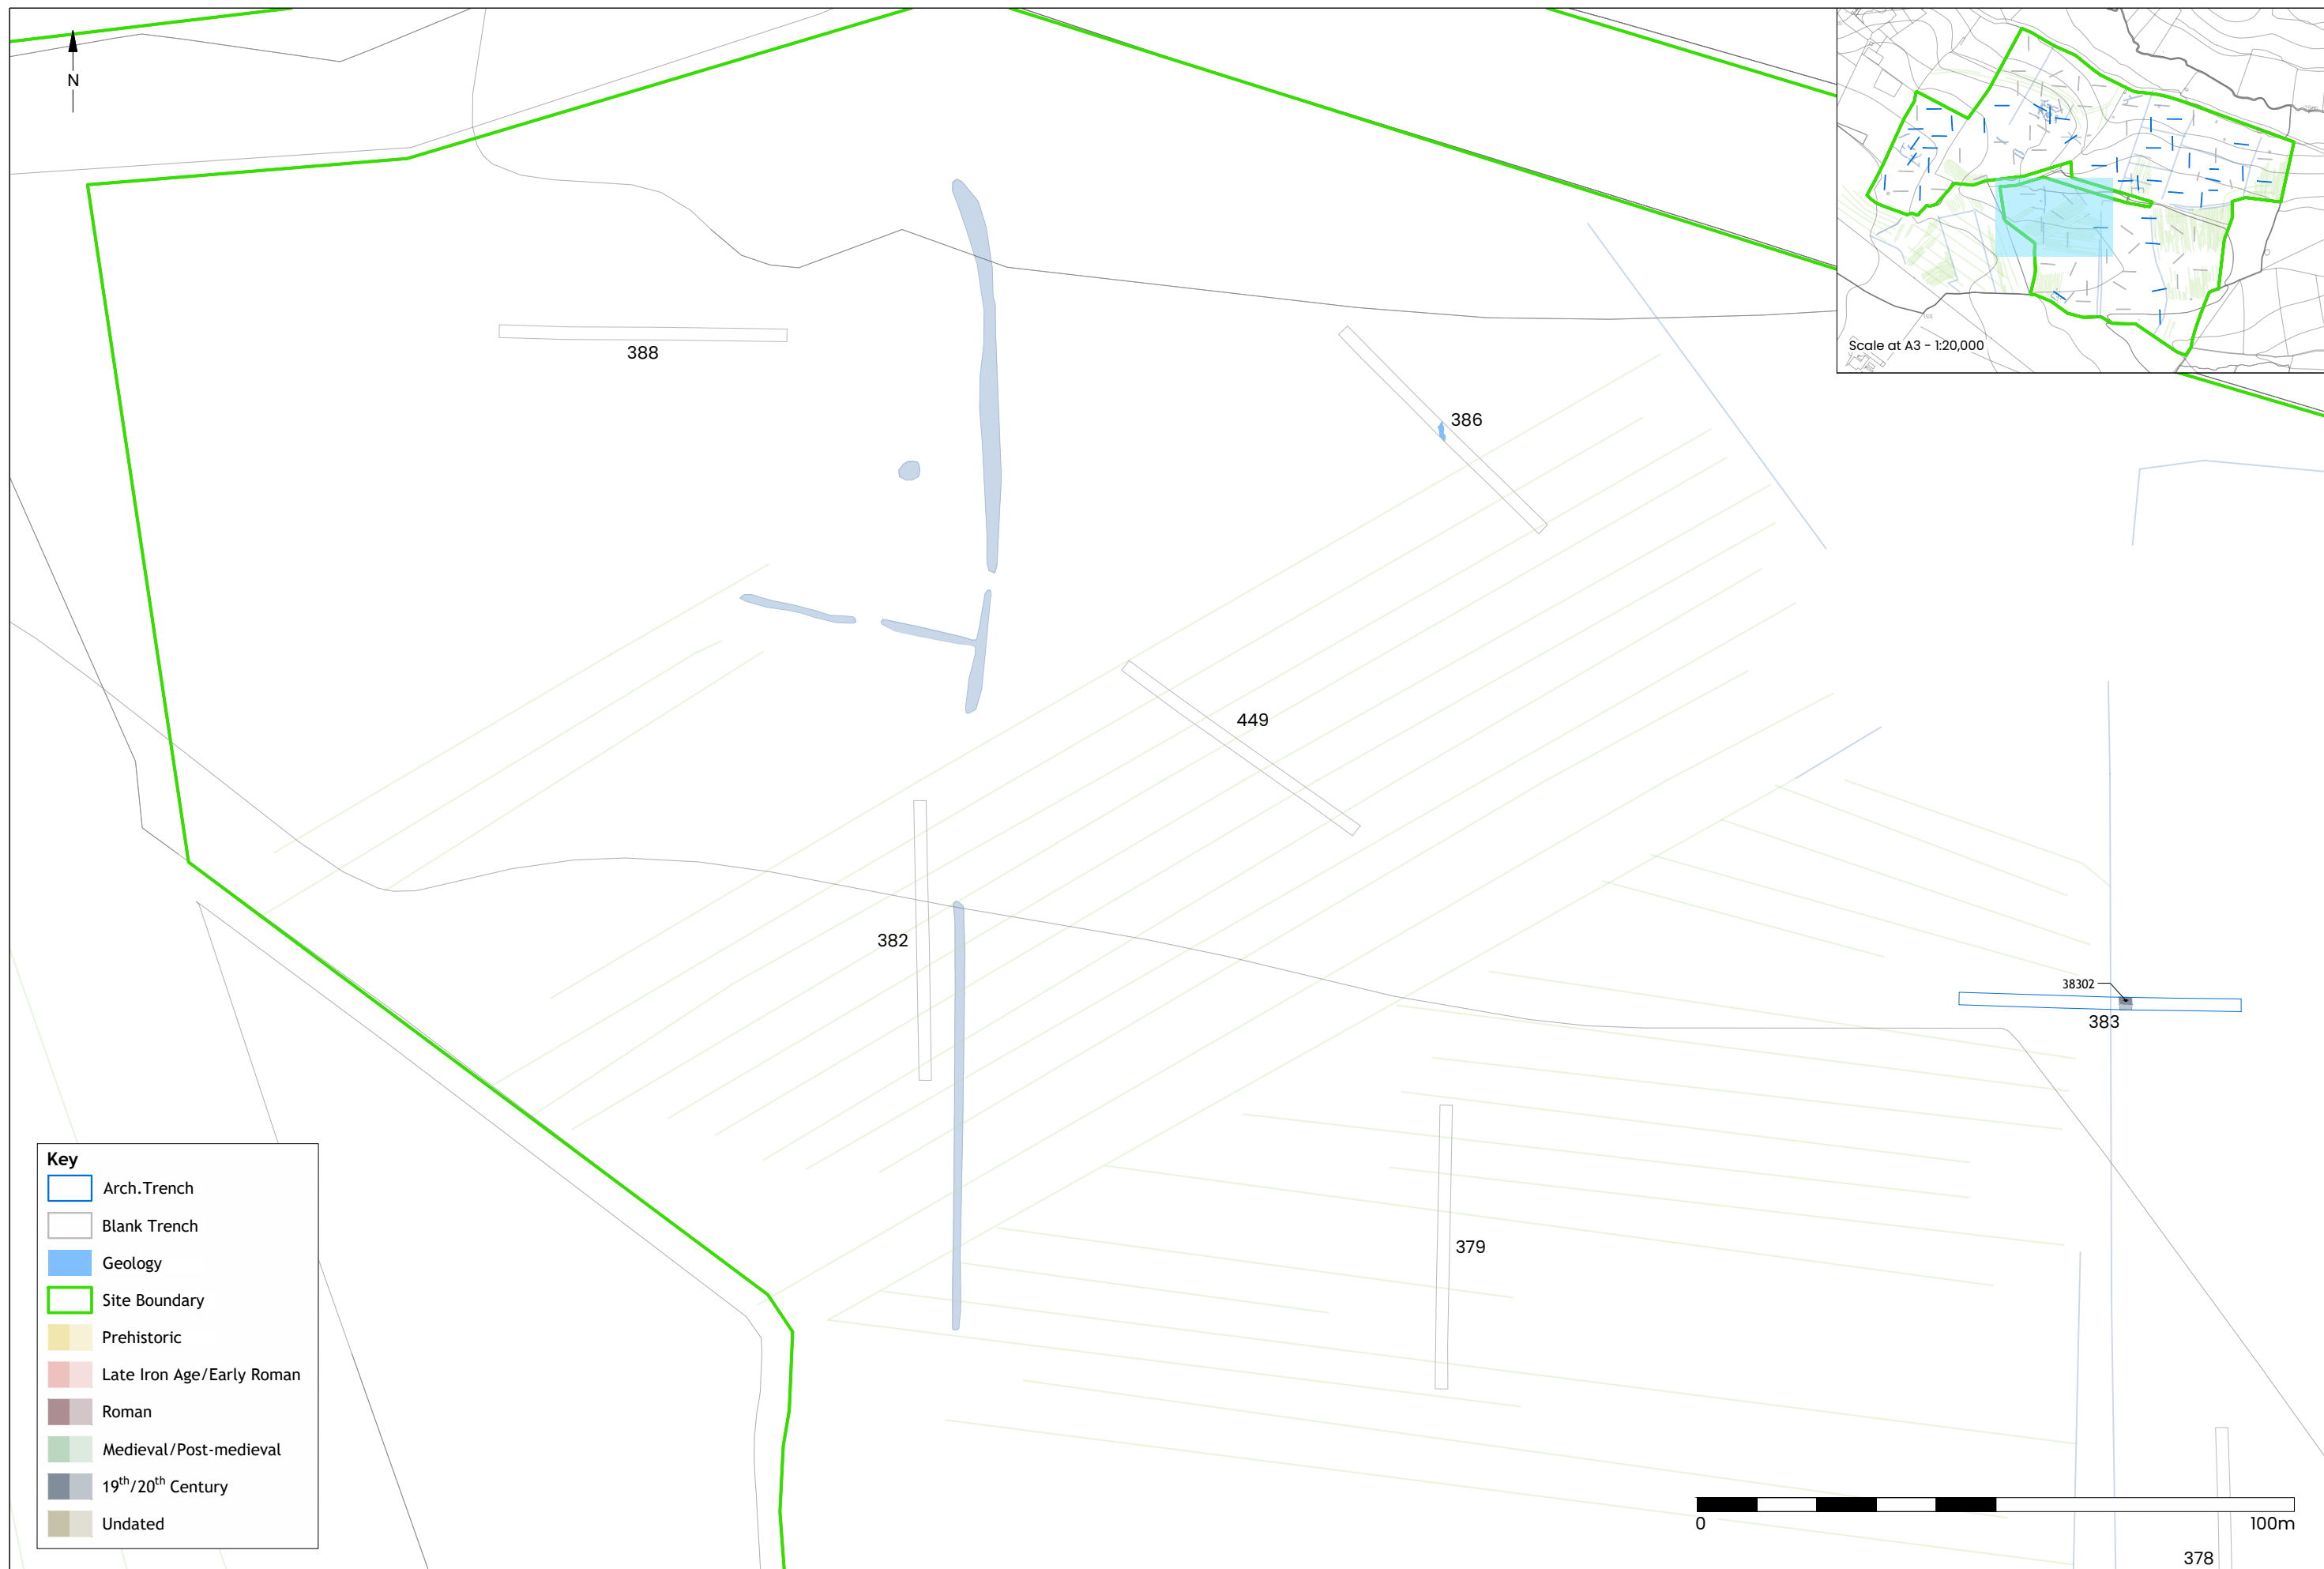 N
Scale at A3 - 1:20,000
388
386
449
382
38302
383
379
378
Key
Arch.Trench
Blank Trench
Geology
Site Boundary
Prehistoric
Late Iron Age/Early Roman
Roman
Medieval/Post-medieval
19th/20th Century
Undated
0 100m